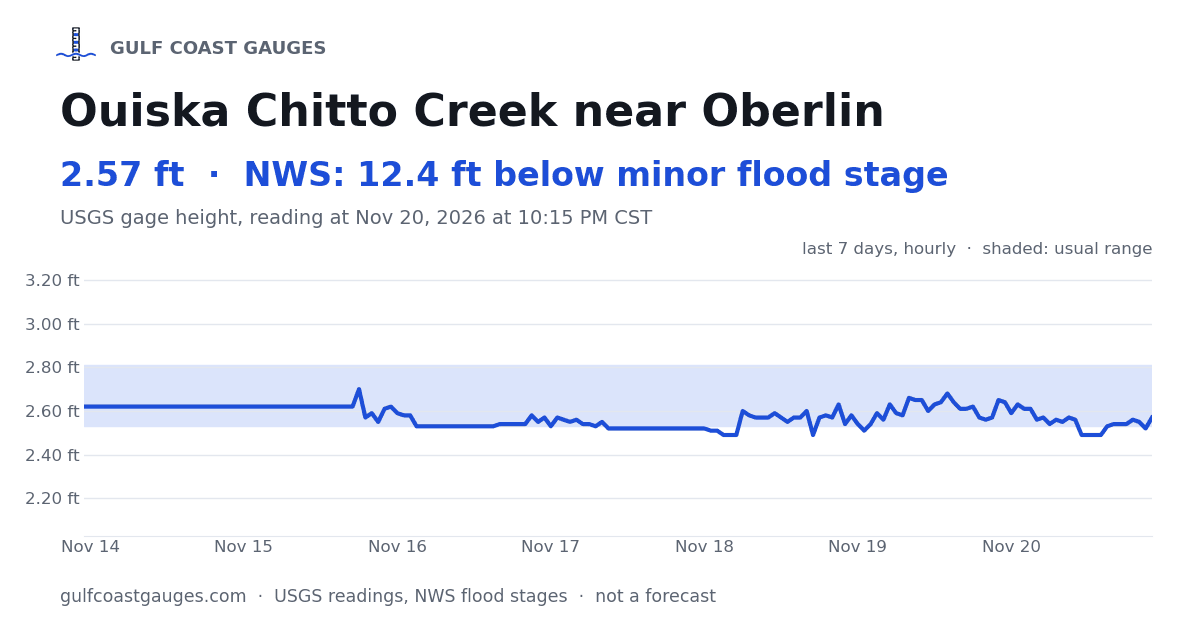 GULF COAST GAUGES
Ouiska Chitto Creek near Oberlin
2.57 ft · NWS: 12.4 ft below minor flood stage
USGS gage height, reading at Nov 20, 2026 at 10:15 PM CST
last 7 days, hourly · shaded: usual range
3.20 ft
3.00 ft
2.80 ft
2.60 ft
2.40 ft
2.20 ft
Nov 14 Nov 15 Nov 16 Nov 17 Nov 18 Nov 19 Nov 20
gulfcoastgauges.com · USGS readings, NWS flood stages · not a forecast